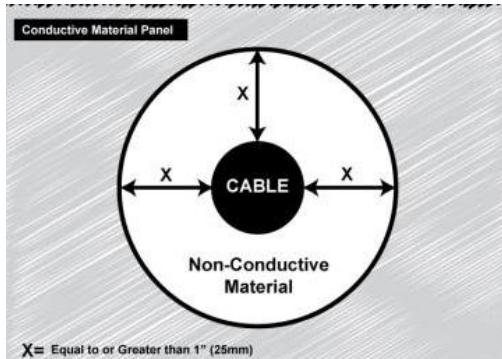 Conductive Material Panel
X
X
CABLE
X
Non-Conductive
Material
X= Equal to or Greater than 1" (25mm)